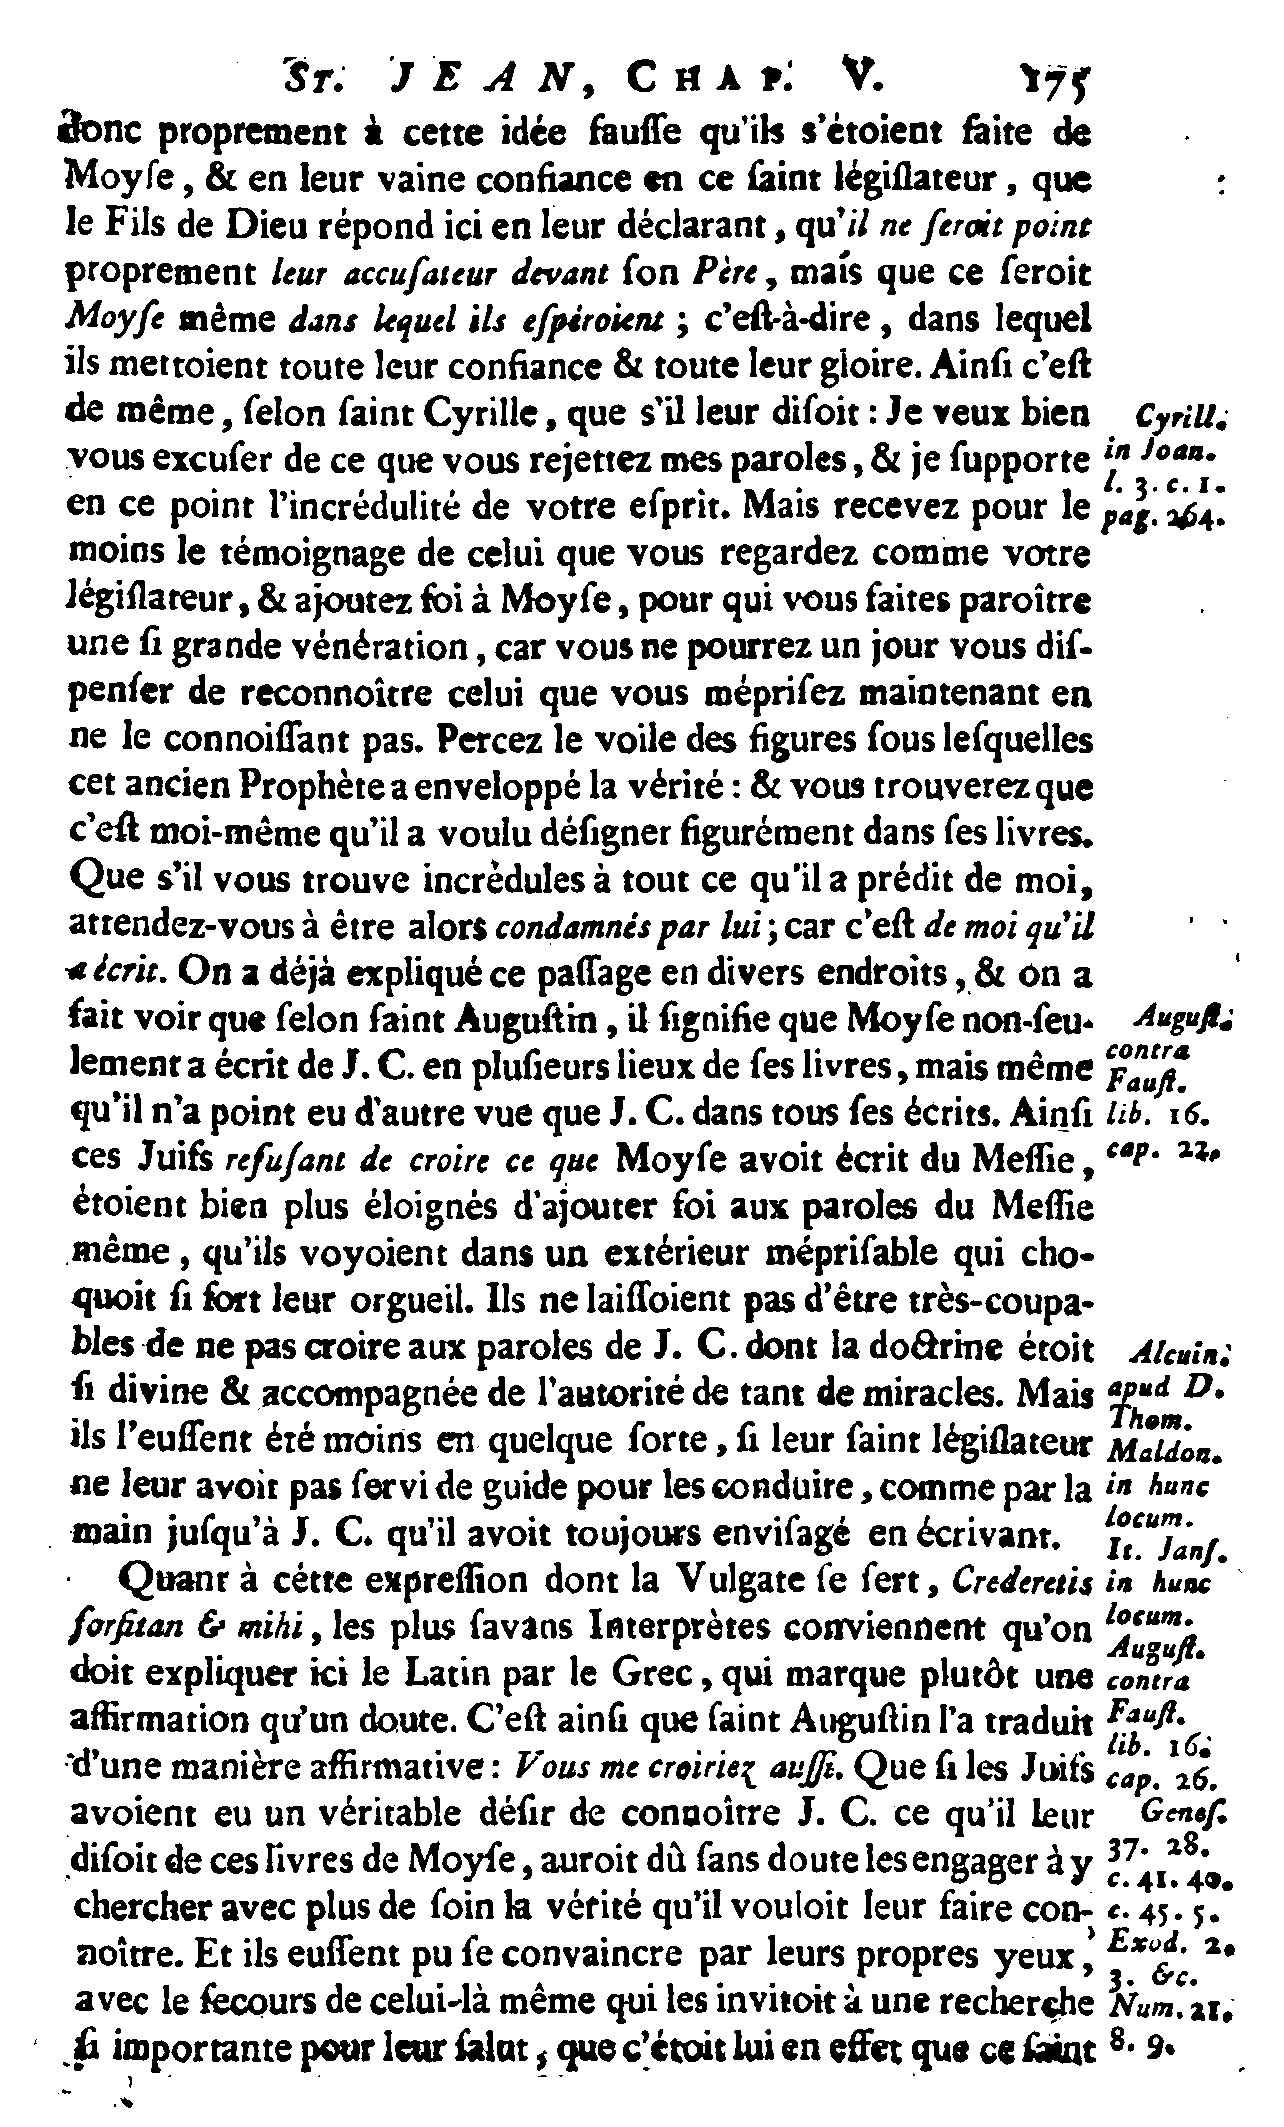 ST. JEAN, CHAP. V. 175
donc proprement à cette idée fauſſe qu'ils s'étoient faite de
Moyſe, & en leur vaine confiance en ce ſaint légiſlateur, que
le Fils de Dieu répond ici en leur déclarant, qu'il ne ſeroit point
proprement leur accuſateur devant ſon Père, mais que ce ſeroit
Moyſe même dans lequel ils eſpéroient ; c'eſt-à-dire, dans lequel
ils mettoient toute leur confiance & toute leur gloire. Ainſi c'eſt
de même, ſelon ſaint Cyrille, que s'il leur diſoit : Je veux bien
vous excuſer de ce que vous rejettez mes paroles, & je ſupporte
en ce point l'incrédulité de votre eſprit. Mais recevez pour le
moins le témoignage de celui que vous regardez comme votre
légiſlateur, & ajoutez foi à Moyſe, pour qui vous faites paroître
une ſi grande vénération, car vous ne pourrez un jour vous diſ-
penſer de reconnoître celui que vous mépriſez maintenant en
ne le connoiſſant pas. Percez le voile des figures ſous leſquelles
cet ancien Prophète a enveloppé la vérité : & vous trouverez que
c'eſt moi-même qu'il a voulu déſigner figurément dans ſes livres.
Que s'il vous trouve incrèdules à tout ce qu'il a prédit de moi,
attendez-vous à être alors condamnés par lui ; car c'eſt de moi qu'il
a écrit. On a déjà expliqué ce paſſage en divers endroits, & on a
fait voir que ſelon ſaint Auguſtin, il ſignifie que Moyſe non-ſeu-
lement a écrit de J. C. en pluſieurs lieux de ſes livres, mais même
qu'il n'a point eu d'autre vue que J. C. dans tous ſes écrits. Ainſi
ces Juifs refuſant de croire ce que Moyſe avoit écrit du Meſſie,
étoient bien plus éloignés d'ajouter foi aux paroles du Meſſie
même, qu'ils voyoient dans un extérieur mépriſable qui cho-
quoit ſi fort leur orgueil. Ils ne laiſſoient pas d'être très-coupa-
bles de ne pas croire aux paroles de J. C. dont la doctrine étoit
ſi divine & accompagnée de l'autorité de tant de miracles. Mais
ils l'euſſent été moins en quelque ſorte, ſi leur ſaint légiſlateur
ne leur avoit pas ſervi de guide pour les conduire, comme par la
main juſqu'à J. C. qu'il avoit toujours enviſagé en écrivant.
Quant à cétte expreſſion dont la Vulgate ſe ſert, Crederetis
forſitan & mihi, les plus ſavans Interprètes conviennent qu'on
doit expliquer ici le Latin par le Grec, qui marque plutôt une
affirmation qu'un doute. C'eſt ainſi que ſaint Auguſtin l'a traduit
d'une manière affirmative : Vous me croiriez auſſi. Que ſi les Juifs
avoient eu un véritable déſir de connoître J. C. ce qu'il leur
diſoit de ces livres de Moyſe, auroit dû ſans doute les engager à y
chercher avec plus de ſoin la vérité qu'il vouloit leur faire con-
noître. Et ils euſſent pu ſe convaincre par leurs propres yeux,
avec le ſecours de celui-là même qui les invitoit à une recherche
ſi importante pour leur ſalut, que c'étoit lui en effet que ce ſaint
Cyrill.
in Joan.
l. 3. c. 1.
pag. 264.
Auguſt.
contra
Fauſt.
lib. 16.
cap. 22.
Alcuin.
apud D.
Thom.
Maldon.
in hunc
locum.
It. Janſ.
in hunc
locum.
Auguſt.
contra
Fauſt.
lib. 16.
cap. 26.
Geneſ.
37. 28.
c. 41. 40.
c. 45. 5.
Exod. 2.
3. &c.
Num. 21.
8. 9.